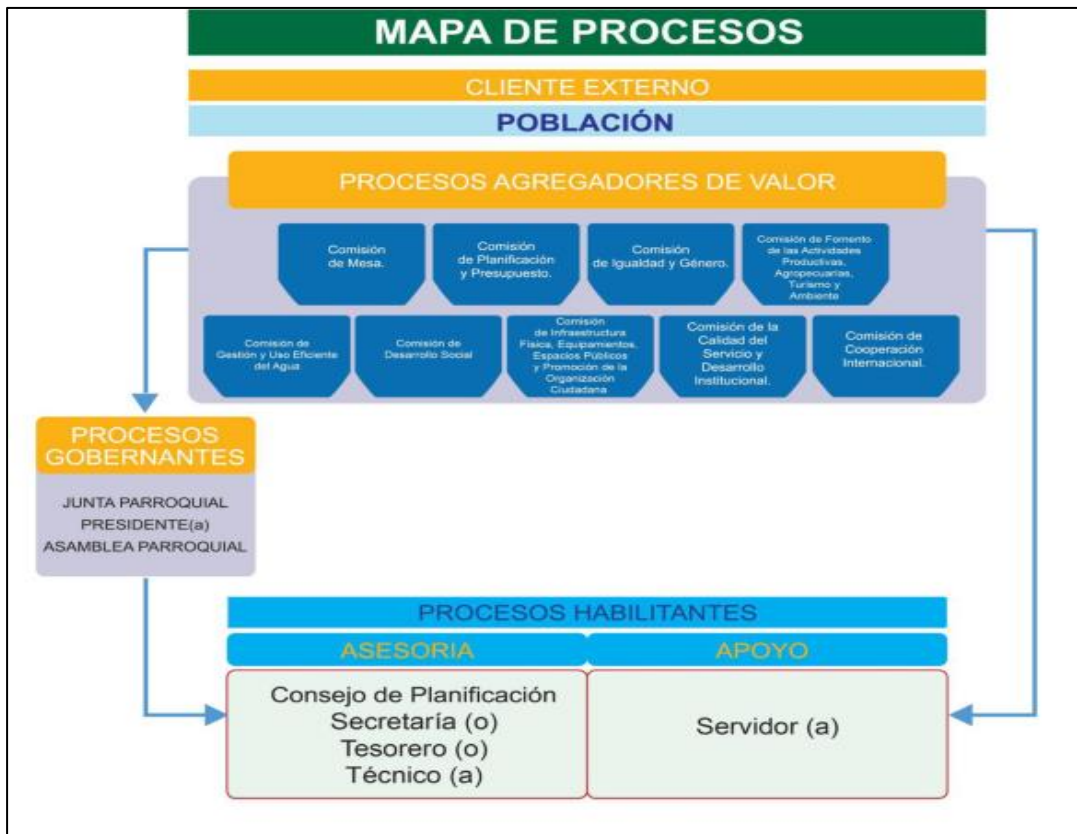 MAPA DE PROCESOS
CLIENTE EXTERNO
POBLACIÓN
PROCESOS AGREGADORES DE VALOR
Comisión
de Mesa.
Comisión
de Planificación
y Presupuesto.
Comisión
de Igualdad y Género.
Comisión de Fomento
de las Actividades
Productivas,
Agropecuarias,
Turismo y
Ambiente
Comisión de
Gestión y Uso Eficiente
del Agua
Comisión de
Desarrollo Social
Comisión
de Infraestructura
Física, Equipamientos,
Espacios Públicos
y Promoción de la
Organización
Ciudadana
Comisión de la
Calidad del
Servicio y
Desarrollo
Institucional.
Comisión de
Cooperación
Internacional.
PROCESOS
GOBERNANTES
JUNTA PARROQUIAL
PRESIDENTE(a)
ASAMBLEA PARROQUIAL
PROCESOS HABILITANTES
ASESORIA
APOYO
Consejo de Planificación
Secretaría (o)
Tesorero (o)
Técnico (a)
Servidor (a)